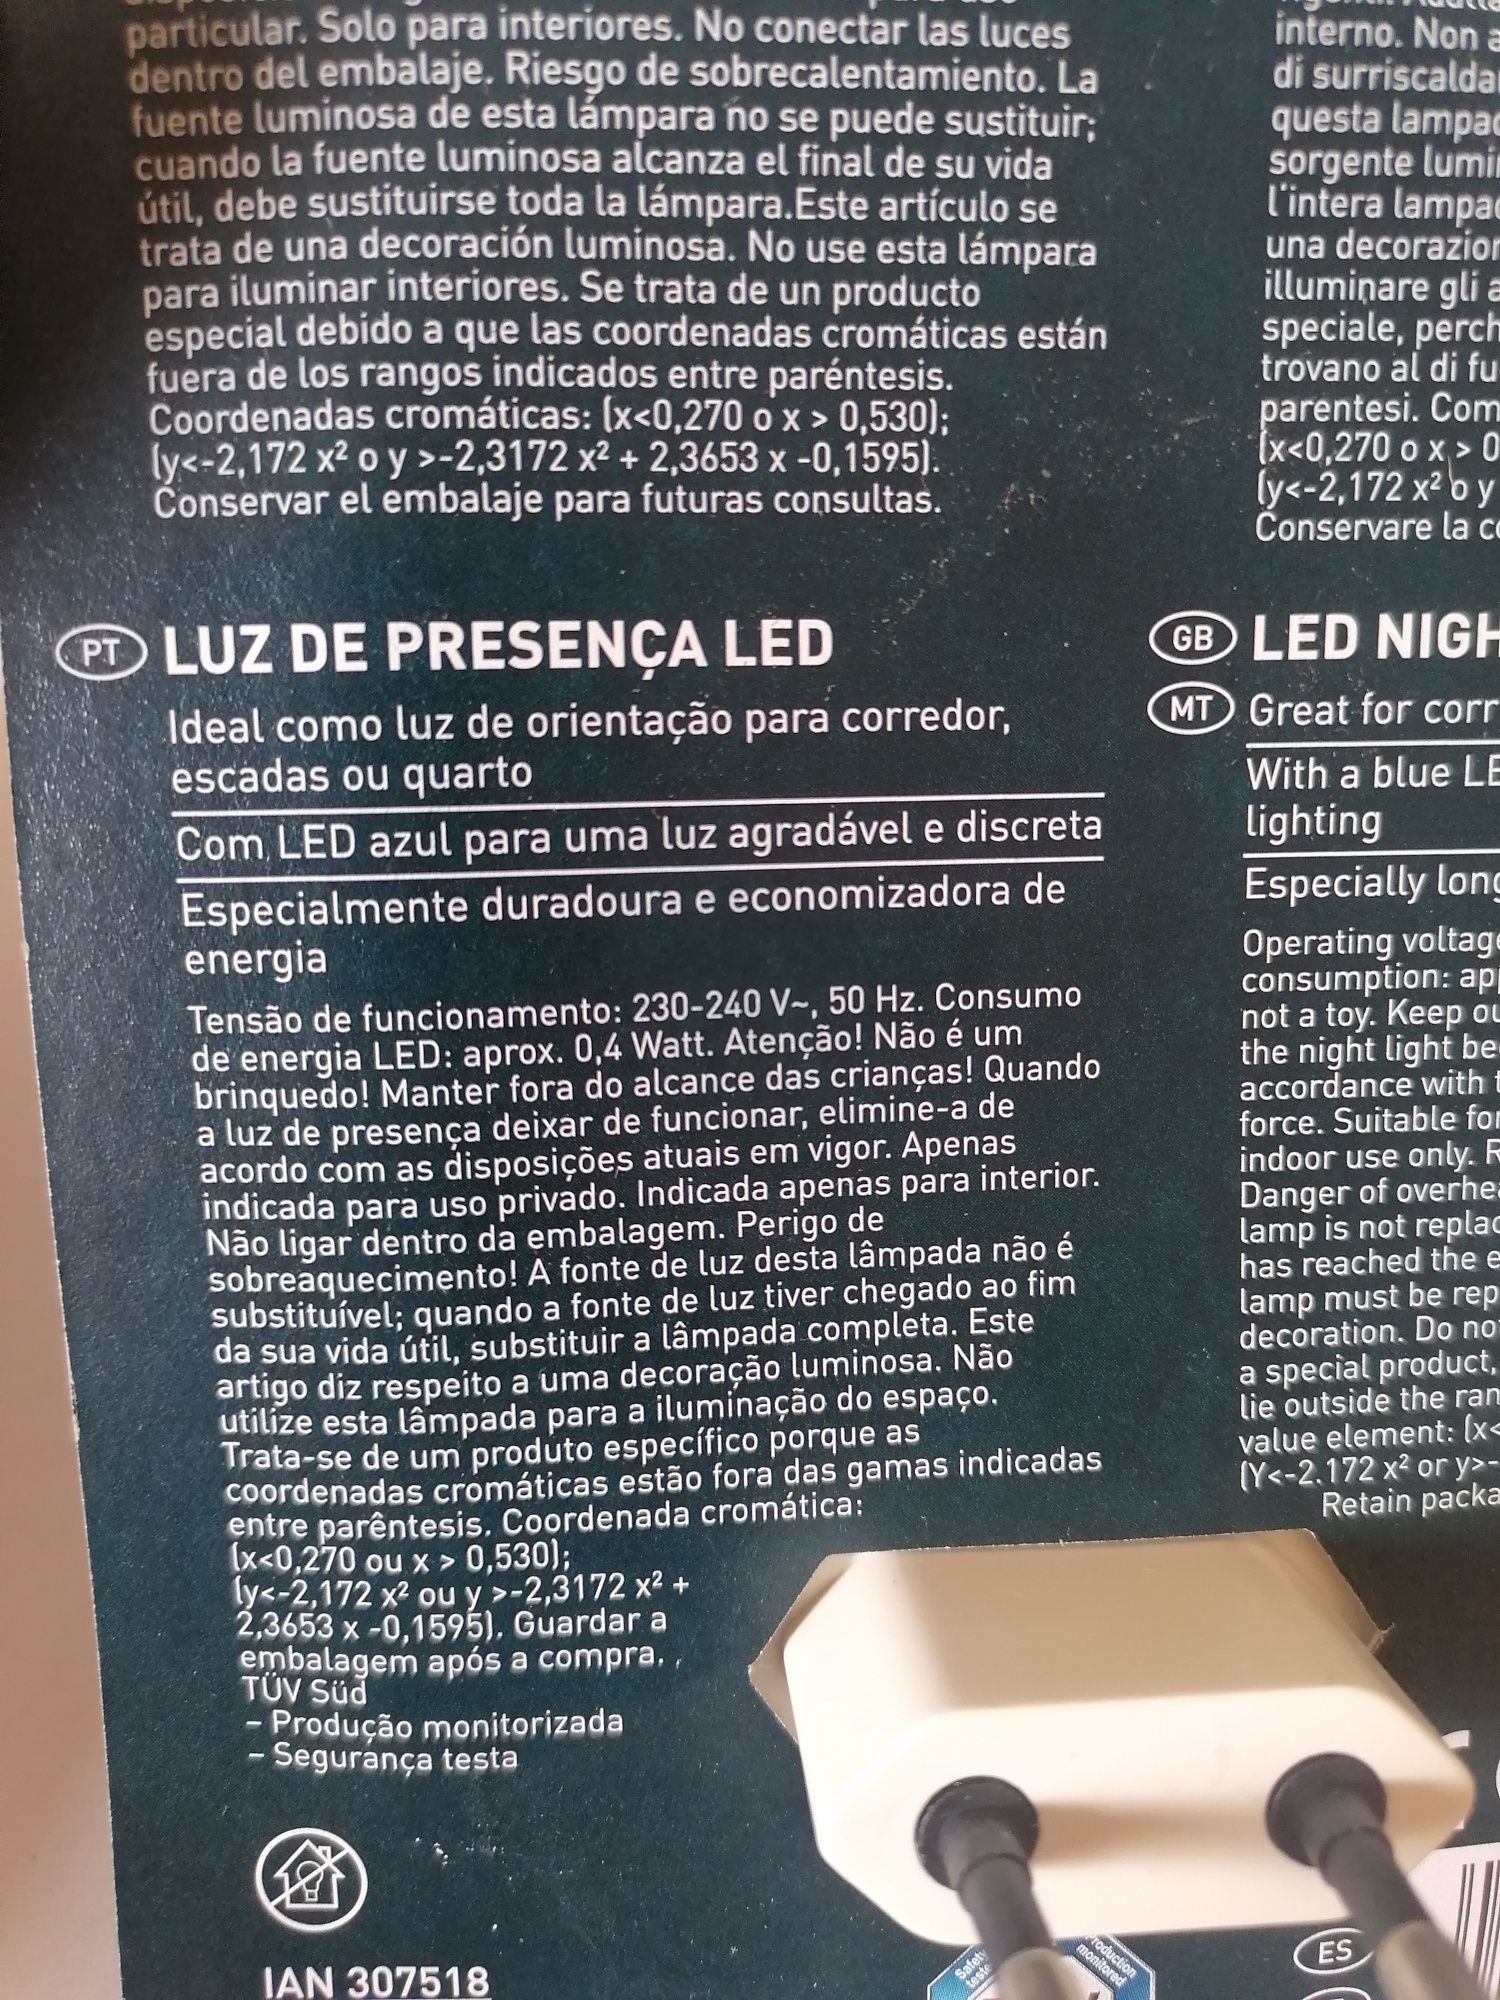 particular. Solo para interiores. No conectar las luces
dentro del embalaje. Riesgo de sobrecalentamiento. La
fuente luminosa de esta lámpara no se puede sustituir;
cuando la fuente luminosa alcanza el final de su vida
útil, debe sustituirse toda la lámpara.Este artículo se
trata de una decoración luminosa. No use esta lámpara
para iluminar interiores. Se trata de un producto
especial debido a que las coordenadas cromáticas están
fuera de los rangos indicados entre paréntesis.
Coordenadas cromáticas: (x<0,270 o x > 0,530);
(y<-2,172 x² o y >-2,3172 x² + 2,3653 x -0,1595).
Conservar el embalaje para futuras consultas.
interno. Non
di surriscalda
questa lampa
sorgente lumi
l'intera lampa
una decorazio
illuminare gli a
speciale, perch
trovano al di fu
parentesi. Com
(x<0,270 o x > 0
(y<-2,172 x² o y
Conservare la c
PT LUZ DE PRESENÇA LED
Ideal como luz de orientação para corredor,
escadas ou quarto
Com LED azul para uma luz agradável e discreta
Especialmente duradoura e economizadora de
energia
Tensão de funcionamento: 230-240 V~, 50 Hz. Consumo
de energia LED: aprox. 0,4 Watt. Atenção! Não é um
brinquedo! Manter fora do alcance das crianças! Quando
a luz de presença deixar de funcionar, elimine-a de
acordo com as disposições atuais em vigor. Apenas
indicada para uso privado. Indicada apenas para interior.
Não ligar dentro da embalagem. Perigo de
sobreaquecimento! A fonte de luz desta lâmpada não é
substituível; quando a fonte de luz tiver chegado ao fim
da sua vida útil, substituir a lâmpada completa. Este
artigo diz respeito a uma decoração luminosa. Não
utilize esta lâmpada para a iluminação do espaço.
Trata-se de um produto específico porque as
coordenadas cromáticas estão fora das gamas indicadas
entre parêntesis. Coordenada cromática:
(x<0,270 ou x > 0,530);
(y<-2,172 x² ou y >-2,3172 x² +
2,3653 x -0,1595). Guardar a
embalagem após a compra.
TÜV Süd
– Produção monitorizada
– Segurança testa
IAN 307518
GB LED NIGH
MT Great for corr
With a blue LE
lighting
Especially long
Operating voltage
consumption: app
not a toy. Keep ou
the night light be
accordance with t
force. Suitable for
indoor use only. R
Danger of overhe
lamp is not replac
has reached the e
lamp must be rep
decoration. Do no
a special product,
lie outside the ran
value element: (x<
(Y<-2.172 x² or y>-
Retain packa
Safety
teste
Production
monitored
ES